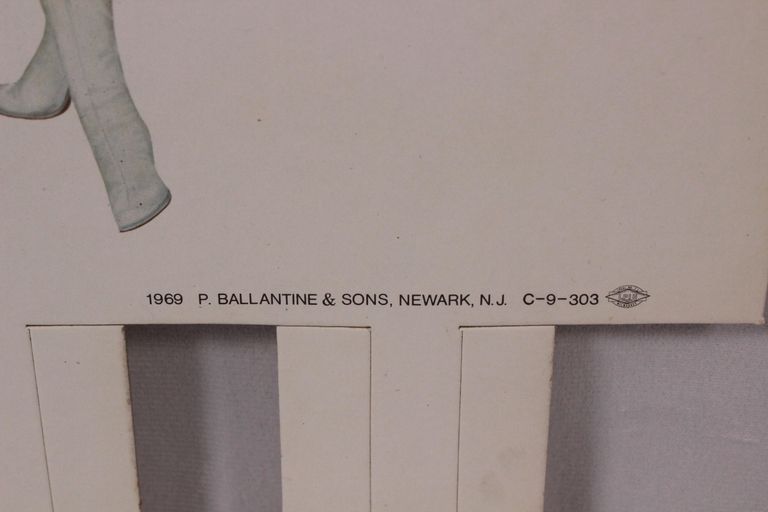 1969 P. BALLANTINE & SONS, NEWARK, N.J. C-9-303